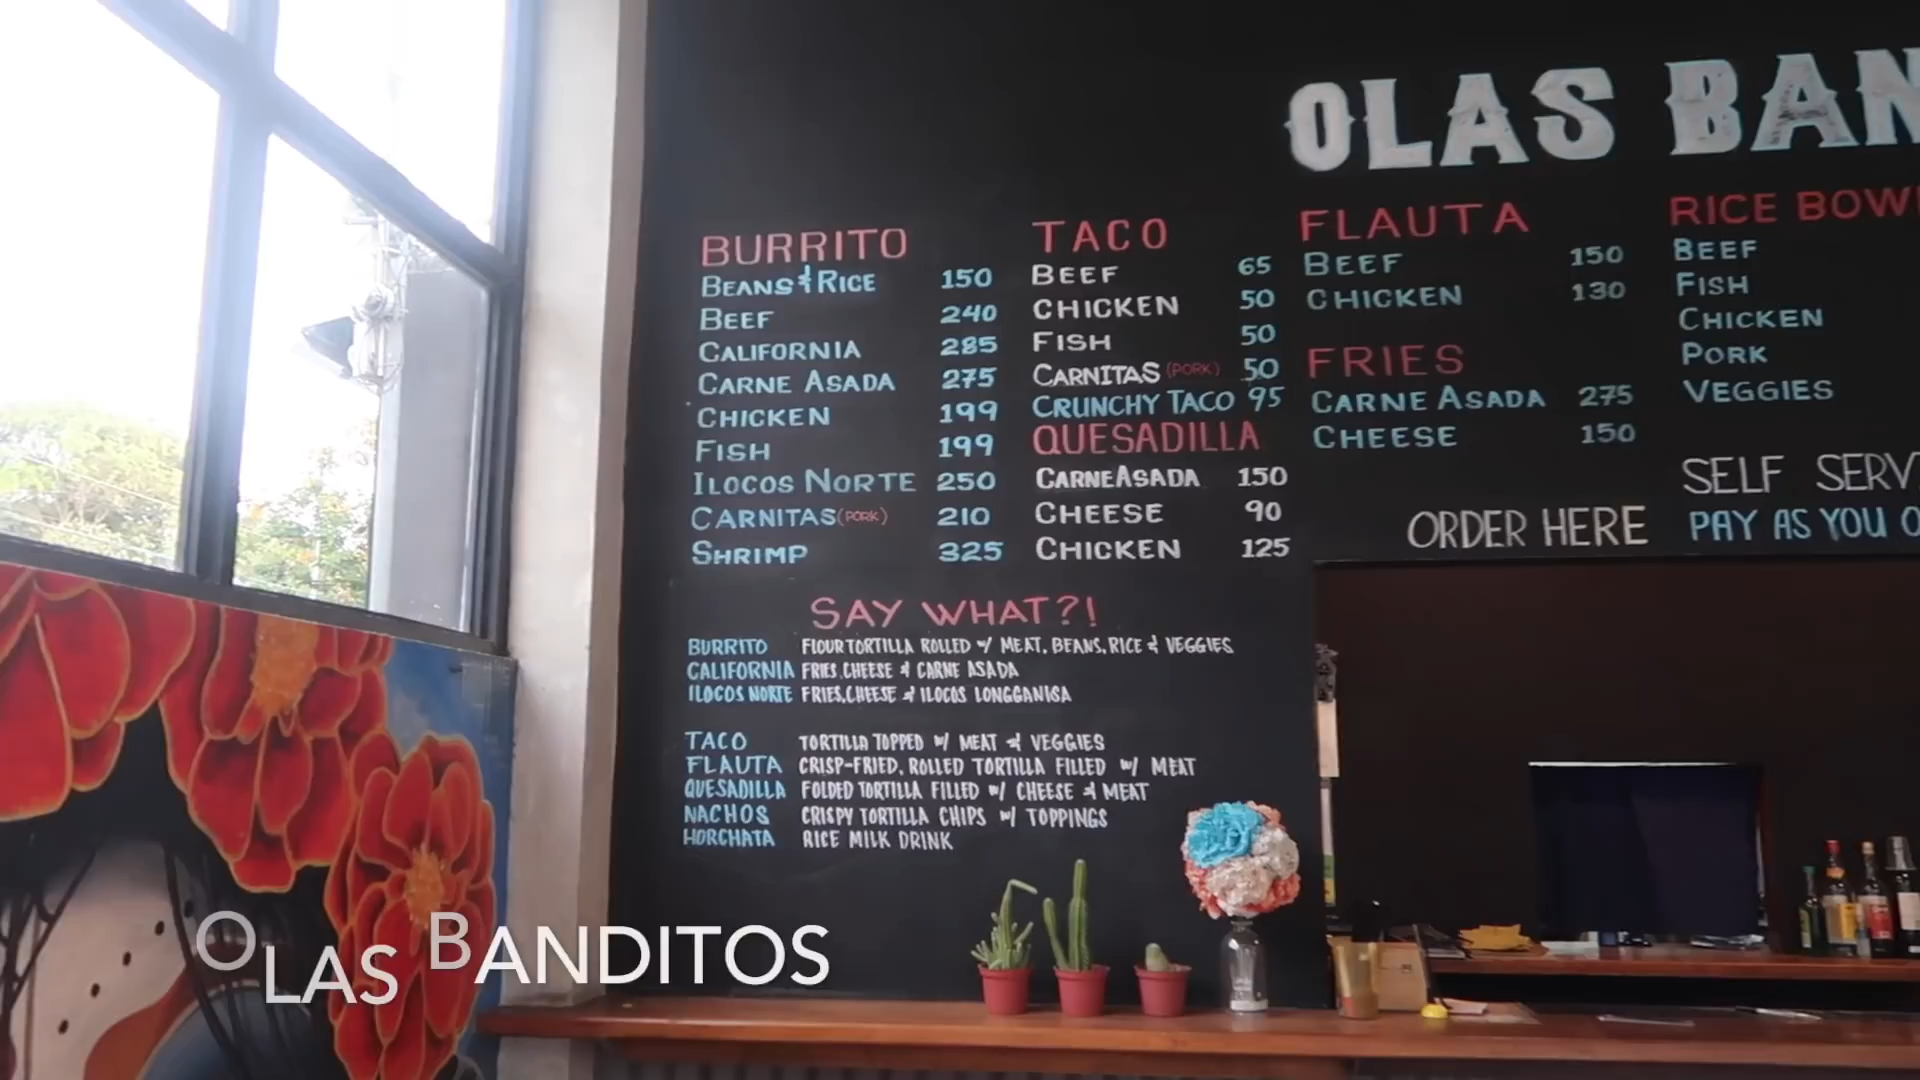 OLAS BAN
BURRITO
BEANS & RICE 150
BEEF 240
CALIFORNIA 285
CARNE ASADA 275
CHICKEN 199
FISH 199
ILOCOS NORTE 250
CARNITAS (PORK) 210
SHRIMP 325
TACO
BEEF 65
CHICKEN 50
FISH 50
CARNITAS (PORK) 50
CRUNCHY TACO 95
QUESADILLA
CARNE ASADA 150
CHEESE 90
CHICKEN 125
FLAUTA
BEEF 150
CHICKEN 130
FRIES
CARNE ASADA 275
CHEESE 150
RICE BOW
BEEF
FISH
CHICKEN
PORK
VEGGIES
SELF SERV
ORDER HERE PAY AS YOU O
SAY WHAT?!
BURRITO FLOUR TORTILLA ROLLED W/ MEAT, BEANS, RICE & VEGGIES
CALIFORNIA FRIES, CHEESE & CARNE ASADA
ILOCOS NORTE FRIES, CHEESE & ILOCOS LONGGANISA
TACO TORTILLA TOPPED W/ MEAT & VEGGIES
FLAUTA CRISP-FRIED, ROLLED TORTILLA FILLED W/ MEAT
QUESADILLA FOLDED TORTILLA FILLED W/ CHEESE & MEAT
NACHOS CRISPY TORTILLA CHIPS W/ TOPPINGS
HORCHATA RICE MILK DRINK
OLAS BANDITOS